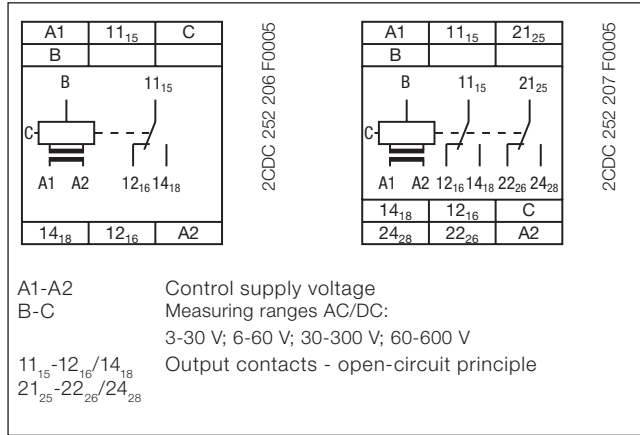 A1 11₁₅ C
B
B 11₁₅
C
A1 A2 12₁₆ 14₁₈
14₁₈ 12₁₆ A2
2CDC 252 206 F0005
A1 11₁₅ 21₂₅
B
B 11₁₅ 21₂₅
C
A1 A2 12₁₆ 14₁₈ 22₂₆ 24₂₈
14₁₈ 12₁₆ C
24₂₈ 22₂₆ A2
2CDC 252 207 F0005
A1-A2 Control supply voltage
B-C Measuring ranges AC/DC:
3-30 V; 6-60 V; 30-300 V; 60-600 V
11₁₅-12₁₆/14₁₈ Output contacts - open-circuit principle
21₂₅-22₂₆/24₂₈